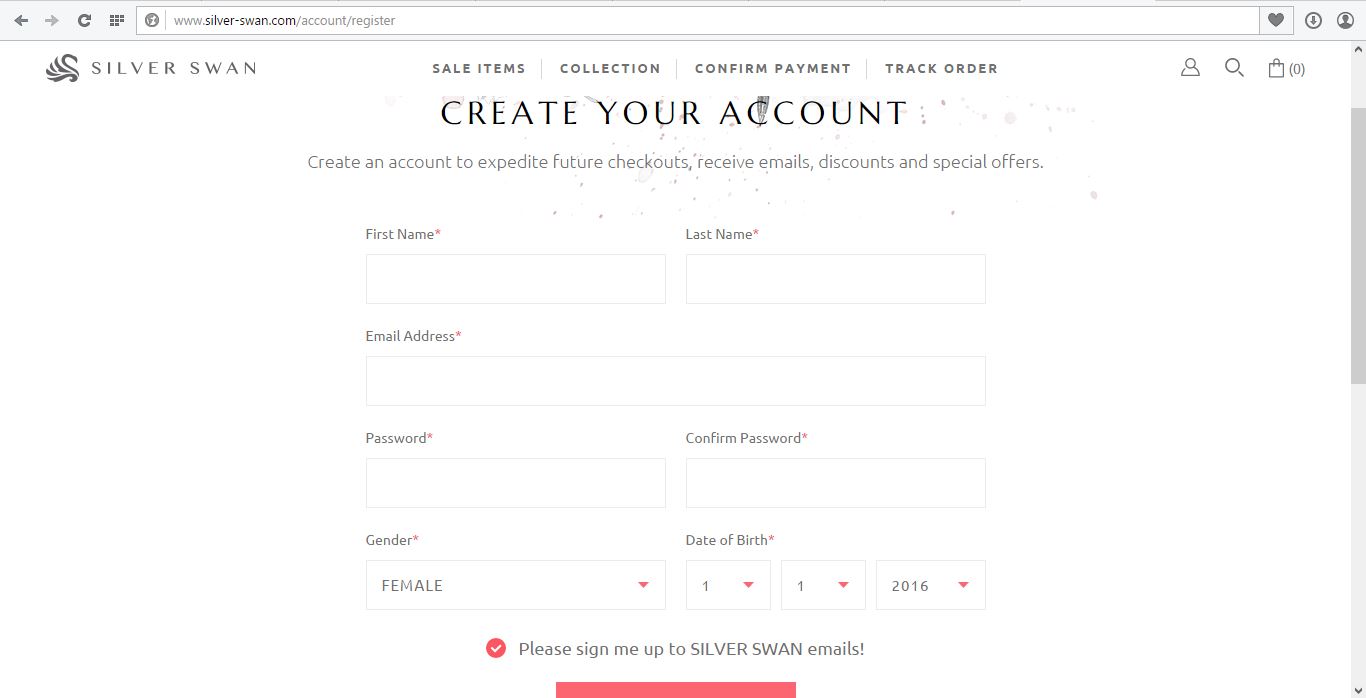 www.silver-swan.com/account/register
SILVER SWAN
SALE ITEMS
COLLECTION
CONFIRM PAYMENT
TRACK ORDER
(0)
CREATE YOUR ACCOUNT
Create an account to expedite future checkouts, receive emails, discounts and special offers.
First Name*
Last Name*
Email Address*
Password*
Confirm Password*
Gender*
Date of Birth*
FEMALE
1
1
2016
Please sign me up to SILVER SWAN emails!